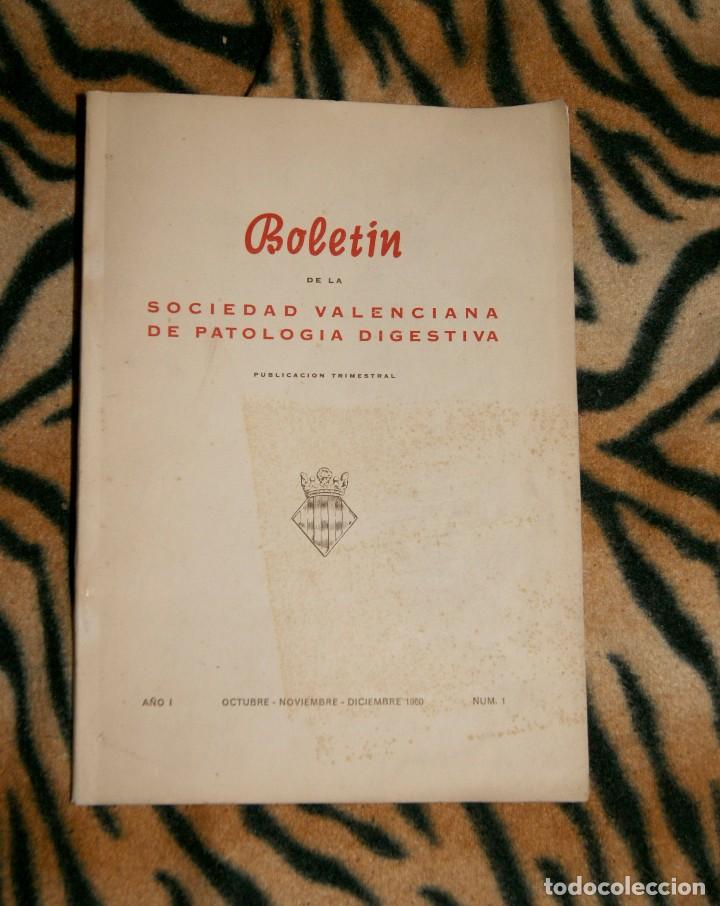 Boletin
DE LA
SOCIEDAD VALENCIANA
DE PATOLOGIA DIGESTIVA
PUBLICACION TRIMESTRAL
AÑO I OCTUBRE - NOVIEMBRE - DICIEMBRE 1960 NUM. 1
todocoleccion